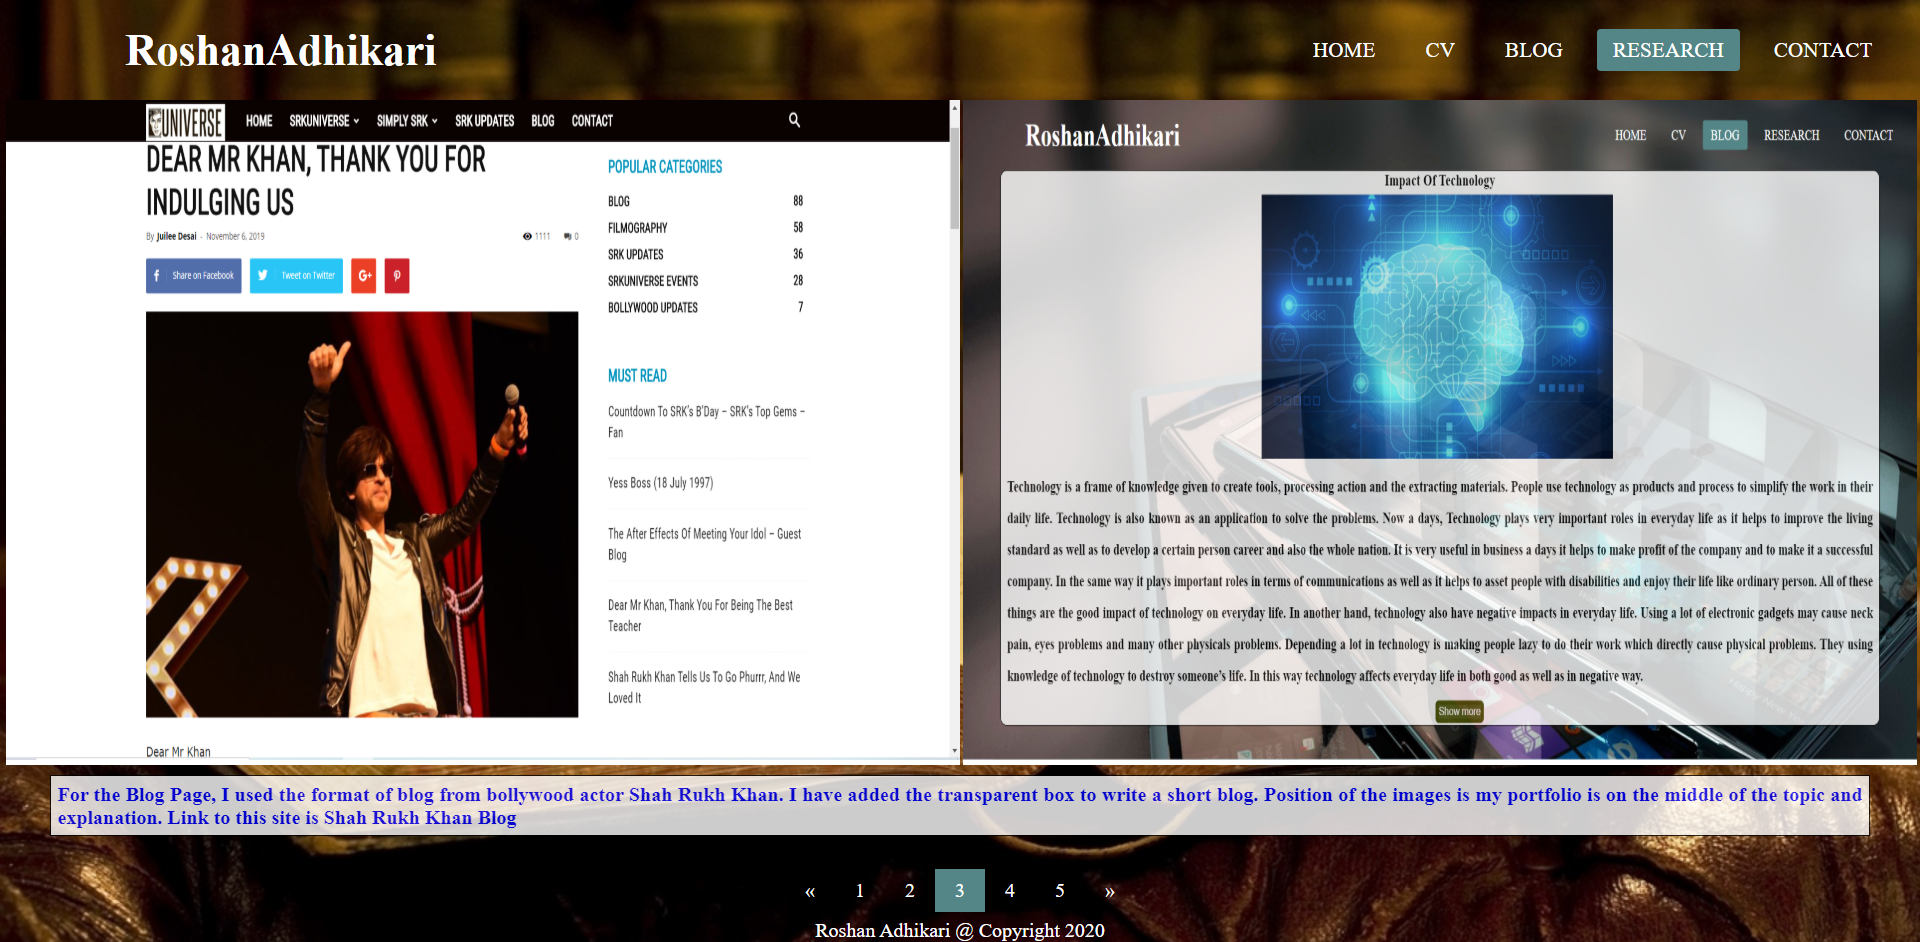 RoshanAdhikari
HOME CV BLOG RESEARCH CONTACT
UNIVERSE HOME SRKUNIVERSE SIMPLY SRK SRK UPDATES BLOG CONTACT
DEAR MR KHAN, THANK YOU FOR
INDULGING US
By Juilee Desai - November 6, 2019 1111 0
Share on Facebook Tweet on Twitter G+
POPULAR CATEGORIES
BLOG 88
FILMOGRAPHY 58
SRK UPDATES 36
SRKUNIVERSE EVENTS 28
BOLLYWOOD UPDATES 7
MUST READ
Countdown To SRK's B'Day – SRK's Top Gems –
Fan
Yess Boss (18 July 1997)
The After Effects Of Meeting Your Idol – Guest
Blog
Dear Mr Khan, Thank You For Being The Best
Teacher
Shah Rukh Khan Tells Us To Go Phurrr, And We
Loved It
Dear Mr Khan
RoshanAdhikari
HOME CV BLOG RESEARCH CONTACT
Impact Of Technology
Technology is a frame of knowledge given to create tools, processing action and the extracting materials. People use technology as products and process to simplify the work in their
daily life. Technology is also known as an application to solve the problems. Now a days, Technology plays very important roles in everyday life as it helps to improve the living
standard as well as to develop a certain person career and also the whole nation. It is very useful in business a days it helps to make profit of the company and to make it a successful
company. In the same way it plays important roles in terms of communications as well as it helps to asset people with disabilities and enjoy their life like ordinary person. All of these
things are the good impact of technology on everyday life. In another hand, technology also have negative impacts in everyday life. Using a lot of electronic gadgets may cause neck
pain, eyes problems and many other physicals problems. Depending a lot in technology is making people lazy to do their work which directly cause physical problems. They using
knowledge of technology to destroy someone's life. In this way technology affects everyday life in both good as well as in negative way.
Show more
For the Blog Page, I used the format of blog from bollywood actor Shah Rukh Khan. I have added the transparent box to write a short blog. Position of the images is my portfolio is on the middle of the topic and
explanation. Link to this site is Shah Rukh Khan Blog
« 1 2 3 4 5 »
Roshan Adhikari @ Copyright 2020